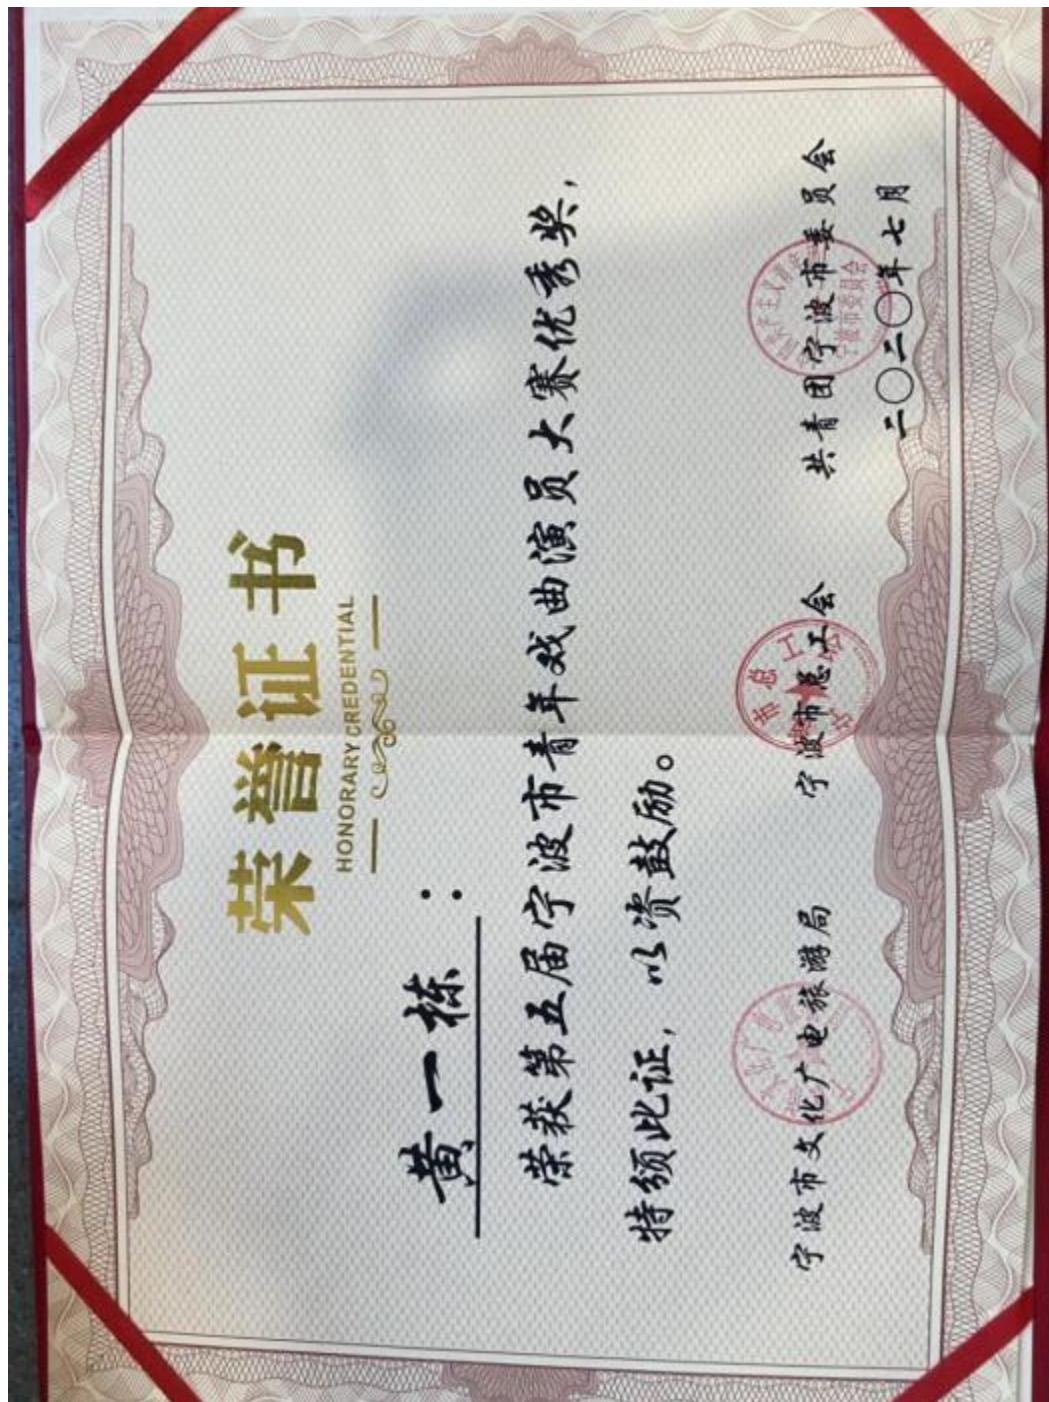 荣誉证书
HONORARY CREDENTIAL
黄一栋：
荣获第五届宁波市青年戏曲演员大赛优秀奖，
特颁此证，以资鼓励。
宁波市文化广电旅游局 宁波市总工会 共青团宁波市委员会
二〇二〇年七月